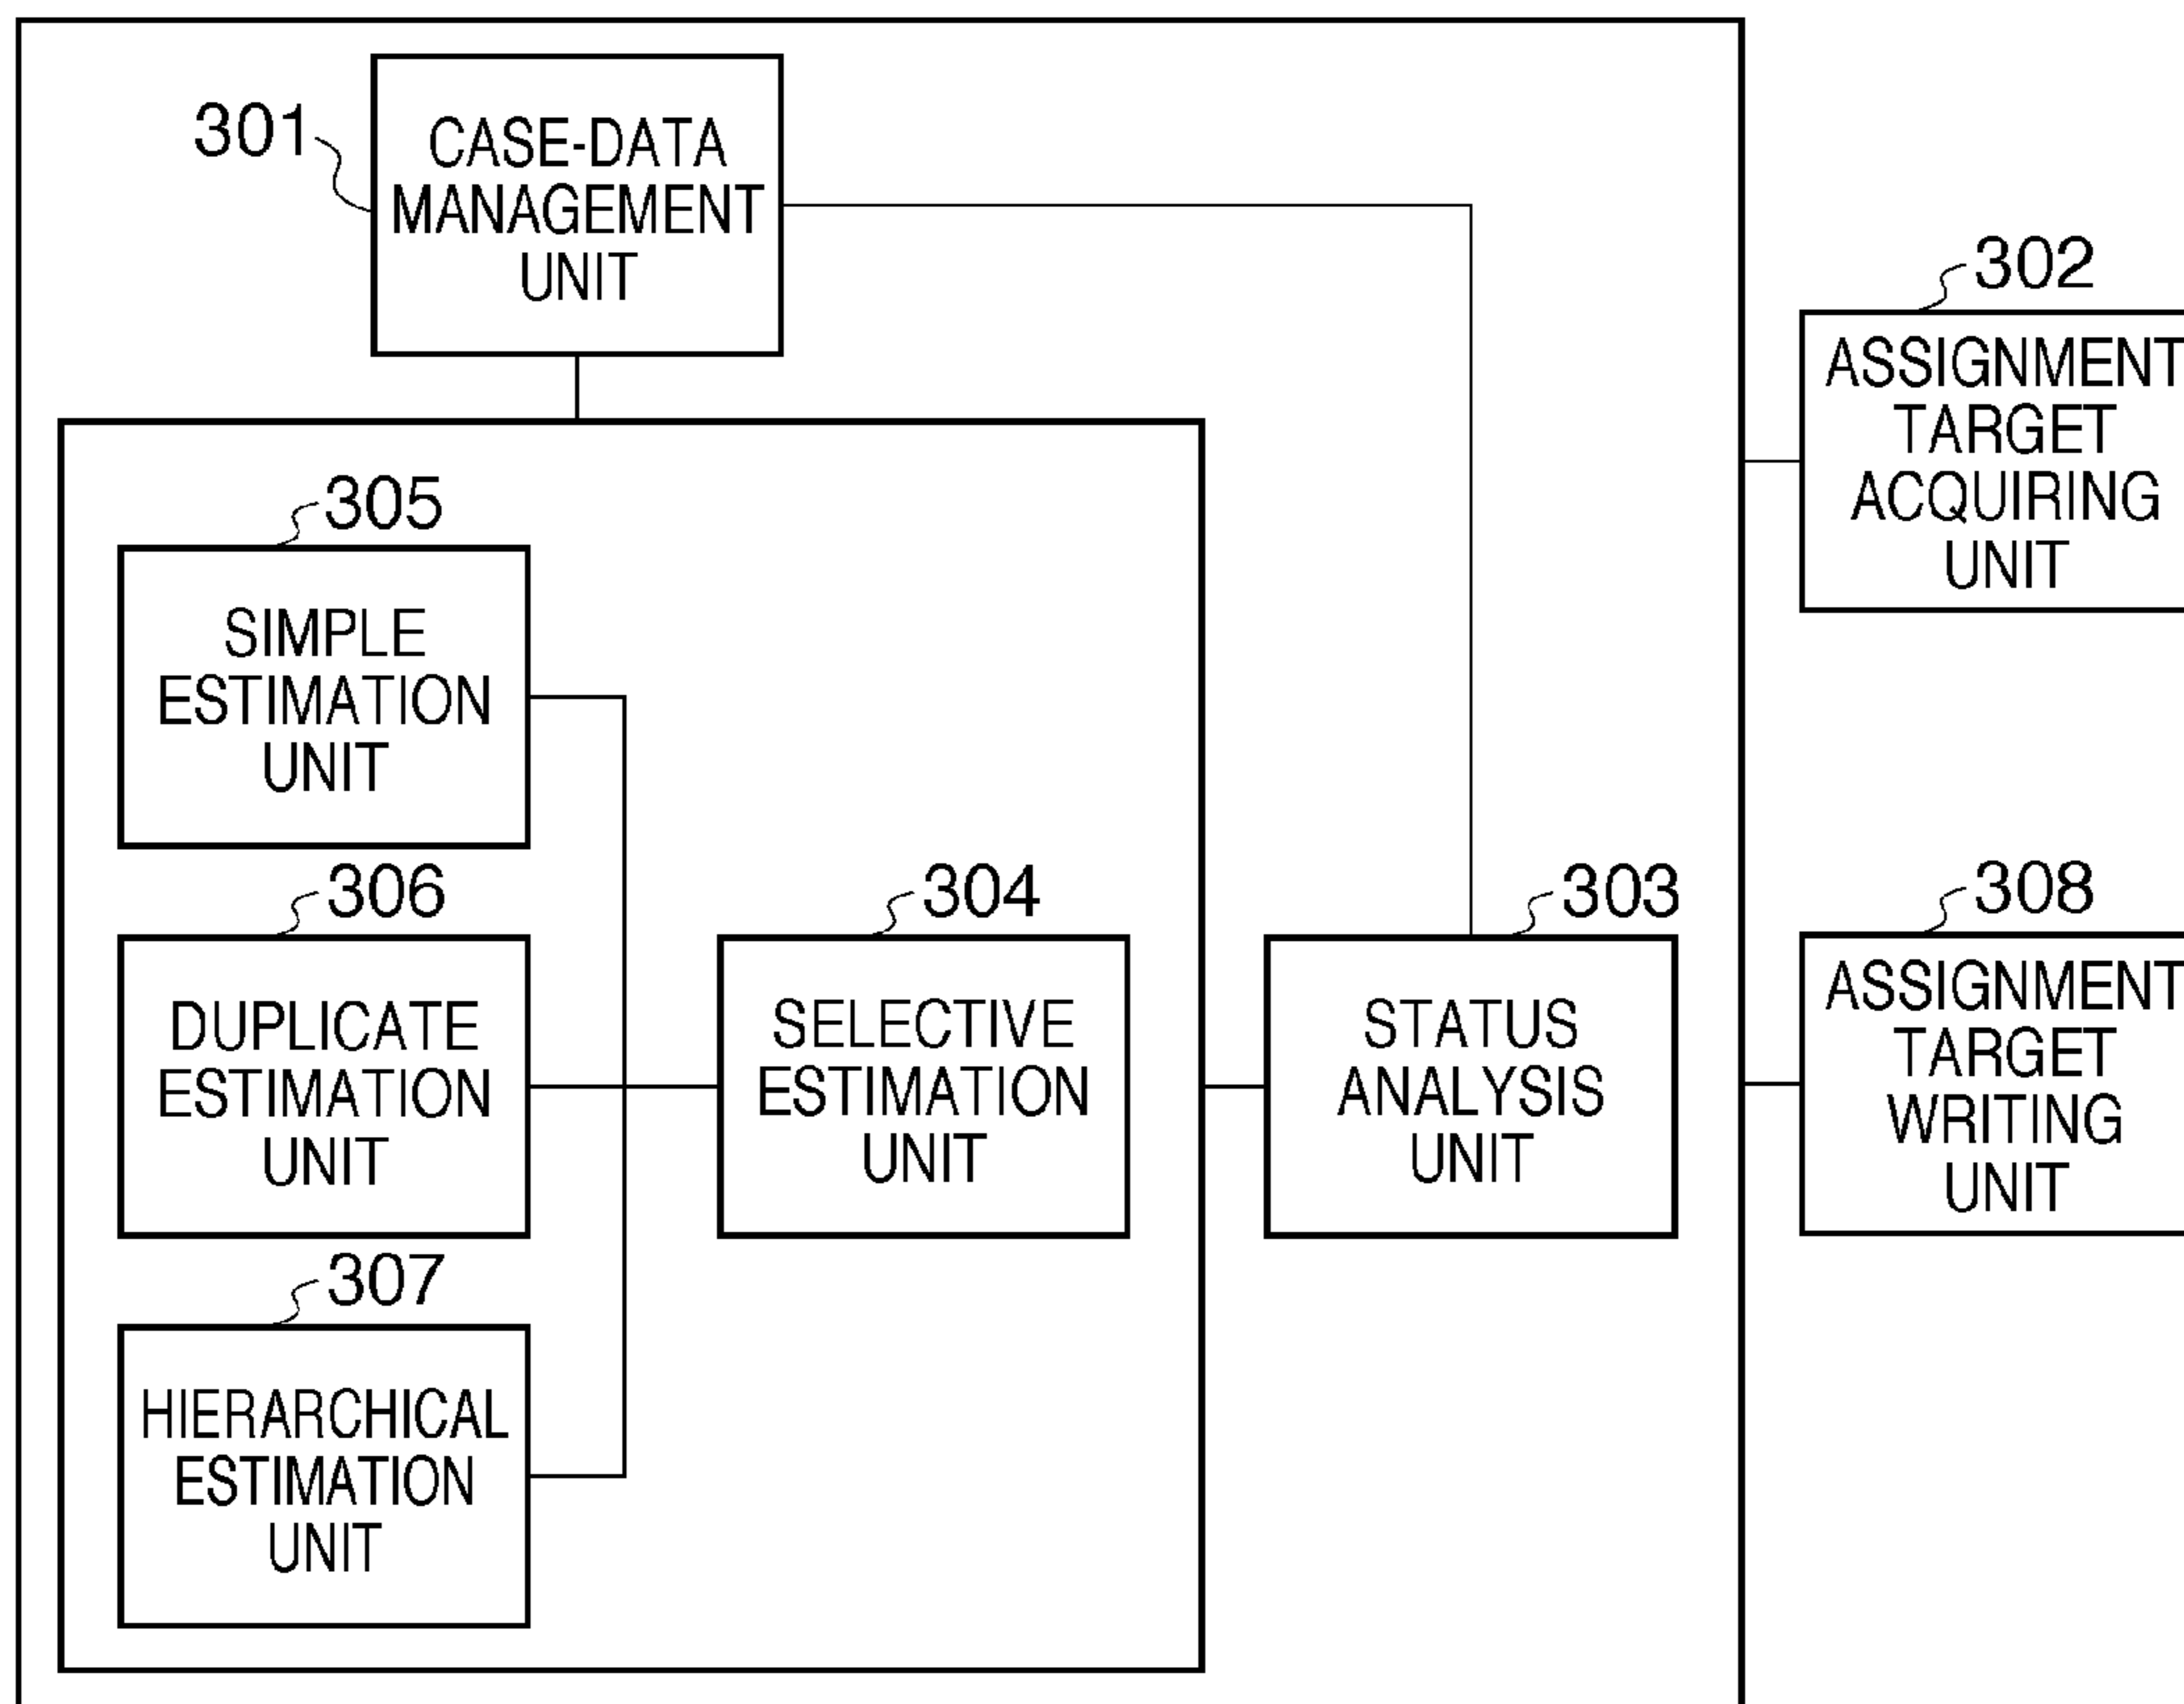 301
CASE-DATA
MANAGEMENT
UNIT
302
ASSIGNMENT
TARGET
ACQUIRING
UNIT
305
SIMPLE
ESTIMATION
UNIT
306
DUPLICATE
ESTIMATION
UNIT
304
SELECTIVE
ESTIMATION
UNIT
303
STATUS
ANALYSIS
UNIT
308
ASSIGNMENT
TARGET
WRITING
UNIT
307
HIERARCHICAL
ESTIMATION
UNIT